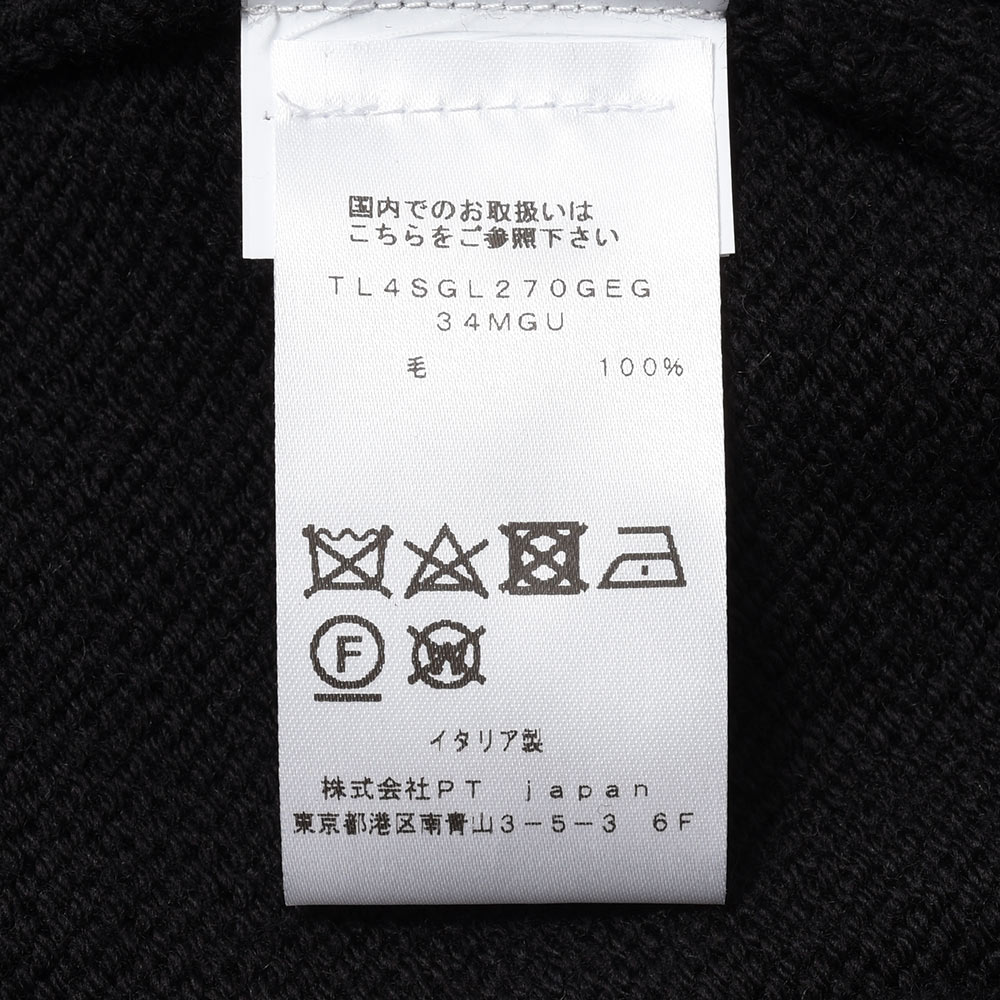 国内でのお取扱いは
こちらをご参照下さい
TL4SGL270GEG
34MGU
毛 100%
F W
イタリア製
株式会社PT japan
東京都港区南青山3-5-3 6F